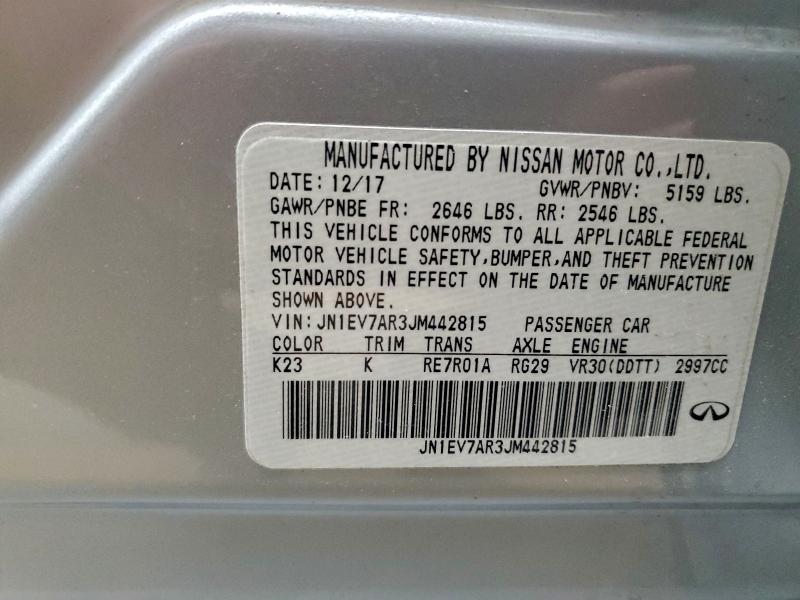 MANUFACTURED BY NISSAN MOTOR CO.,LTD.
DATE: 12/17 GVWR/PNBV: 5159 LBS.
GAWR/PNBE FR: 2646 LBS. RR: 2546 LBS.
THIS VEHICLE CONFORMS TO ALL APPLICABLE FEDERAL
MOTOR VEHICLE SAFETY,BUMPER,AND THEFT PREVENTION
STANDARDS IN EFFECT ON THE DATE OF MANUFACTURE
SHOWN ABOVE.
VIN: JN1EV7AR3JM442815 PASSENGER CAR
COLOR TRIM TRANS AXLE ENGINE
K23 K RE7R01A RG29 VR30(DDTT) 2997CC
JN1EV7AR3JM442815